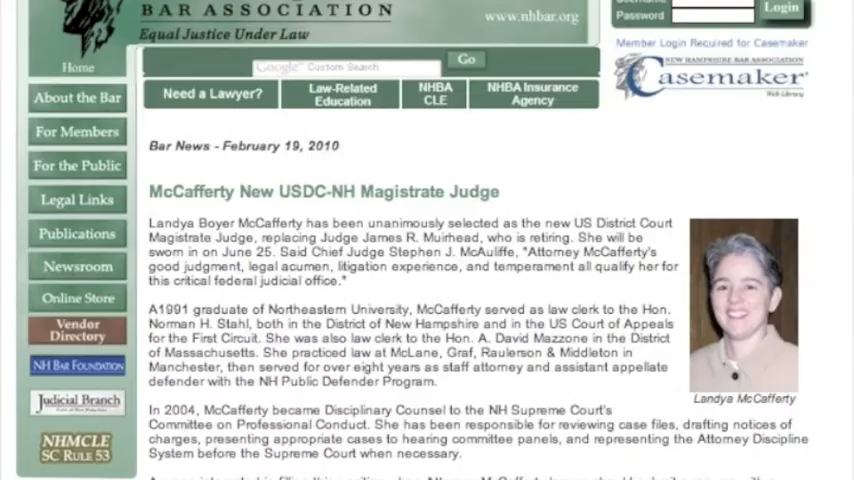 BAR ASSOCIATION
Equal Justice Under Law
www.nhbar.org
Password
Login
Member Login Required for Casemaker
NEW HAMPSHIRE BAR ASSOCIATION
Casemaker
Web Library
Home
Google Custom Search
Go
About the Bar
For Members
For the Public
Legal Links
Publications
Newsroom
Online Store
Vendor
Directory
NH BAR FOUNDATION
Judicial Branch
NHMCLE
SC RULE 53
Need a Lawyer?
Law-Related
Education
NHBA
CLE
NHBA Insurance
Agency
Bar News - February 19, 2010
McCafferty New USDC-NH Magistrate Judge
Landya Boyer McCafferty has been unanimously selected as the new US District Court
Magistrate Judge, replacing Judge James R. Muirhead, who is retiring. She will be
sworn in on June 25. Said Chief Judge Stephen J. McAuliffe, "Attorney McCafferty's
good judgment, legal acumen, litigation experience, and temperament all qualify her for
this critical federal judicial office."
A1991 graduate of Northeastern University, McCafferty served as law clerk to the Hon.
Norman H. Stahl, both in the District of New Hampshire and in the US Court of Appeals
for the First Circuit. She was also law clerk to the Hon. A. David Mazzone in the District
of Massachusetts. She practiced law at McLane, Graf, Raulerson & Middleton in
Manchester, then served for over eight years as staff attorney and assistant appellate
defender with the NH Public Defender Program.
Landya McCafferty
In 2004, McCafferty became Disciplinary Counsel to the NH Supreme Court's
Committee on Professional Conduct. She has been responsible for reviewing case files, drafting notices of
charges, presenting appropriate cases to hearing committee panels, and representing the Attorney Discipline
System before the Supreme Court when necessary.